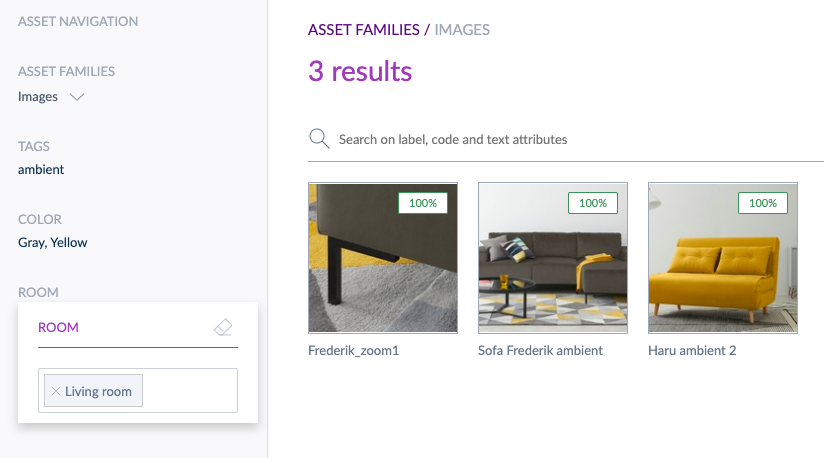 ASSET NAVIGATION
ASSET FAMILIES
Images
TAGS
ambient
COLOR
Gray, Yellow
ROOM
ROOM
Living room
ASSET FAMILIES / IMAGES
3 results
Search on label, code and text attributes
100%
100%
100%
Frederik_zoom1
Sofa Frederik ambient
Haru ambient 2